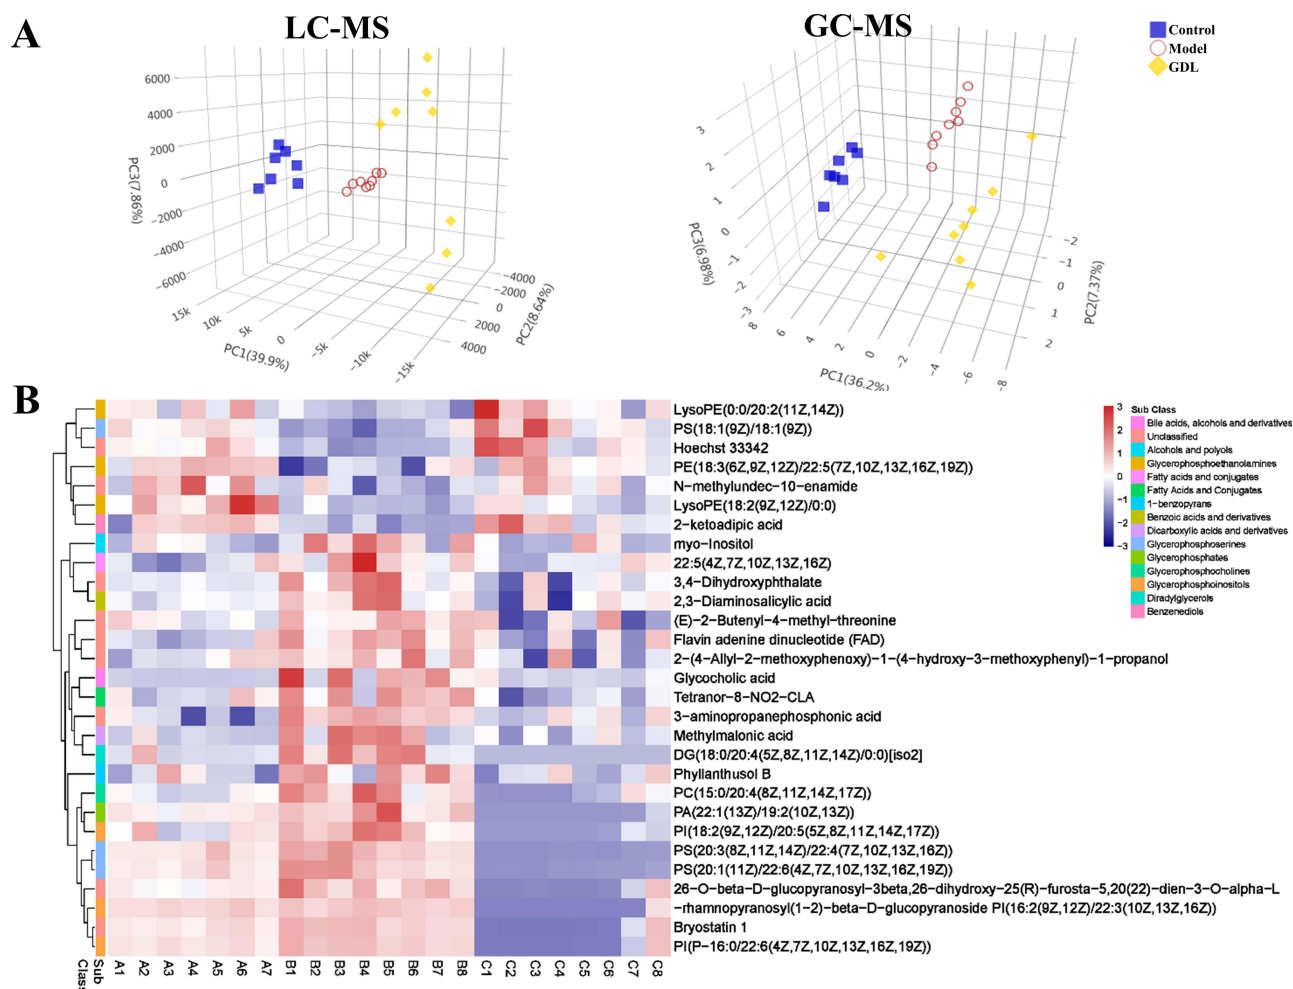 A
LC-MS
GC-MS
Control
Model
GDL
6000
4000
2000
0
−2000
−4000
−6000
PC3(7.86%)
15k
10k
5k
0
−5k
−10k
−15k
PC1(39.9%)
−4000
−2000
0
2000
4000
PC2(8.64%)
3
2
1
0
−1
−2
−3
PC3(6.98%)
8
6
4
2
0
−2
−4
−6
−8
PC1(36.2%)
−2
−1
0
1
2
PC2(7.37%)
B
LysoPE(0:0/20:2(11Z,14Z))
PS(18:1(9Z)/18:1(9Z))
Hoechst 33342
PE(18:3(6Z,9Z,12Z)/22:5(7Z,10Z,13Z,16Z,19Z))
N−methylundec−10−enamide
LysoPE(18:2(9Z,12Z)/0:0)
2−ketoadipic acid
myo−Inositol
22:5(4Z,7Z,10Z,13Z,16Z)
3,4−Dihydroxyphthalate
2,3−Diaminosalicylic acid
(E)−2−Butenyl−4−methyl−threonine
Flavin adenine dinucleotide (FAD)
2−(4−Allyl−2−methoxyphenoxy)−1−(4−hydroxy−3−methoxyphenyl)−1−propanol
Glycocholic acid
Tetranor−8−NO2−CLA
3−aminopropanephosphonic acid
Methylmalonic acid
DG(18:0/20:4(5Z,8Z,11Z,14Z)/0:0)[iso2]
Phyllanthusol B
PC(15:0/20:4(8Z,11Z,14Z,17Z))
PA(22:1(13Z)/19:2(10Z,13Z))
PI(18:2(9Z,12Z)/20:5(5Z,8Z,11Z,14Z,17Z))
PS(20:3(8Z,11Z,14Z)/22:4(7Z,10Z,13Z,16Z))
PS(20:1(11Z)/22:6(4Z,7Z,10Z,13Z,16Z,19Z))
26−O−beta−D−glucopyranosyl−3beta,26−dihydroxy−25(R)−furosta−5,20(22)−dien−3−O−alpha−L
−rhamnopyranosyl(1−2)−beta−D−glucopyranoside PI(16:2(9Z,12Z)/22:3(10Z,13Z,16Z))
Bryostatin 1
PI(P−16:0/22:6(4Z,7Z,10Z,13Z,16Z,19Z))
Sub
Class
A1 A2 A3 A4 A5 A6 A7 B1 B2 B3 B4 B5 B6 B7 B8 C1 C2 C3 C4 C5 C6 C7 C8
3
2
1
0
−1
−2
−3
Sub Class
Bile acids, alcohols and derivatives
Unclassified
Alcohols and polyols
Glycerophosphoethanolamines
Fatty acids and conjugates
Fatty Acids and Conjugates
1−benzopyrans
Benzoic acids and derivatives
Dicarboxylic acids and derivatives
Glycerophosphoserines
Glycerophosphates
Glycerophosphocholines
Glycerophosphoinositols
Diradylglycerols
Benzenediols